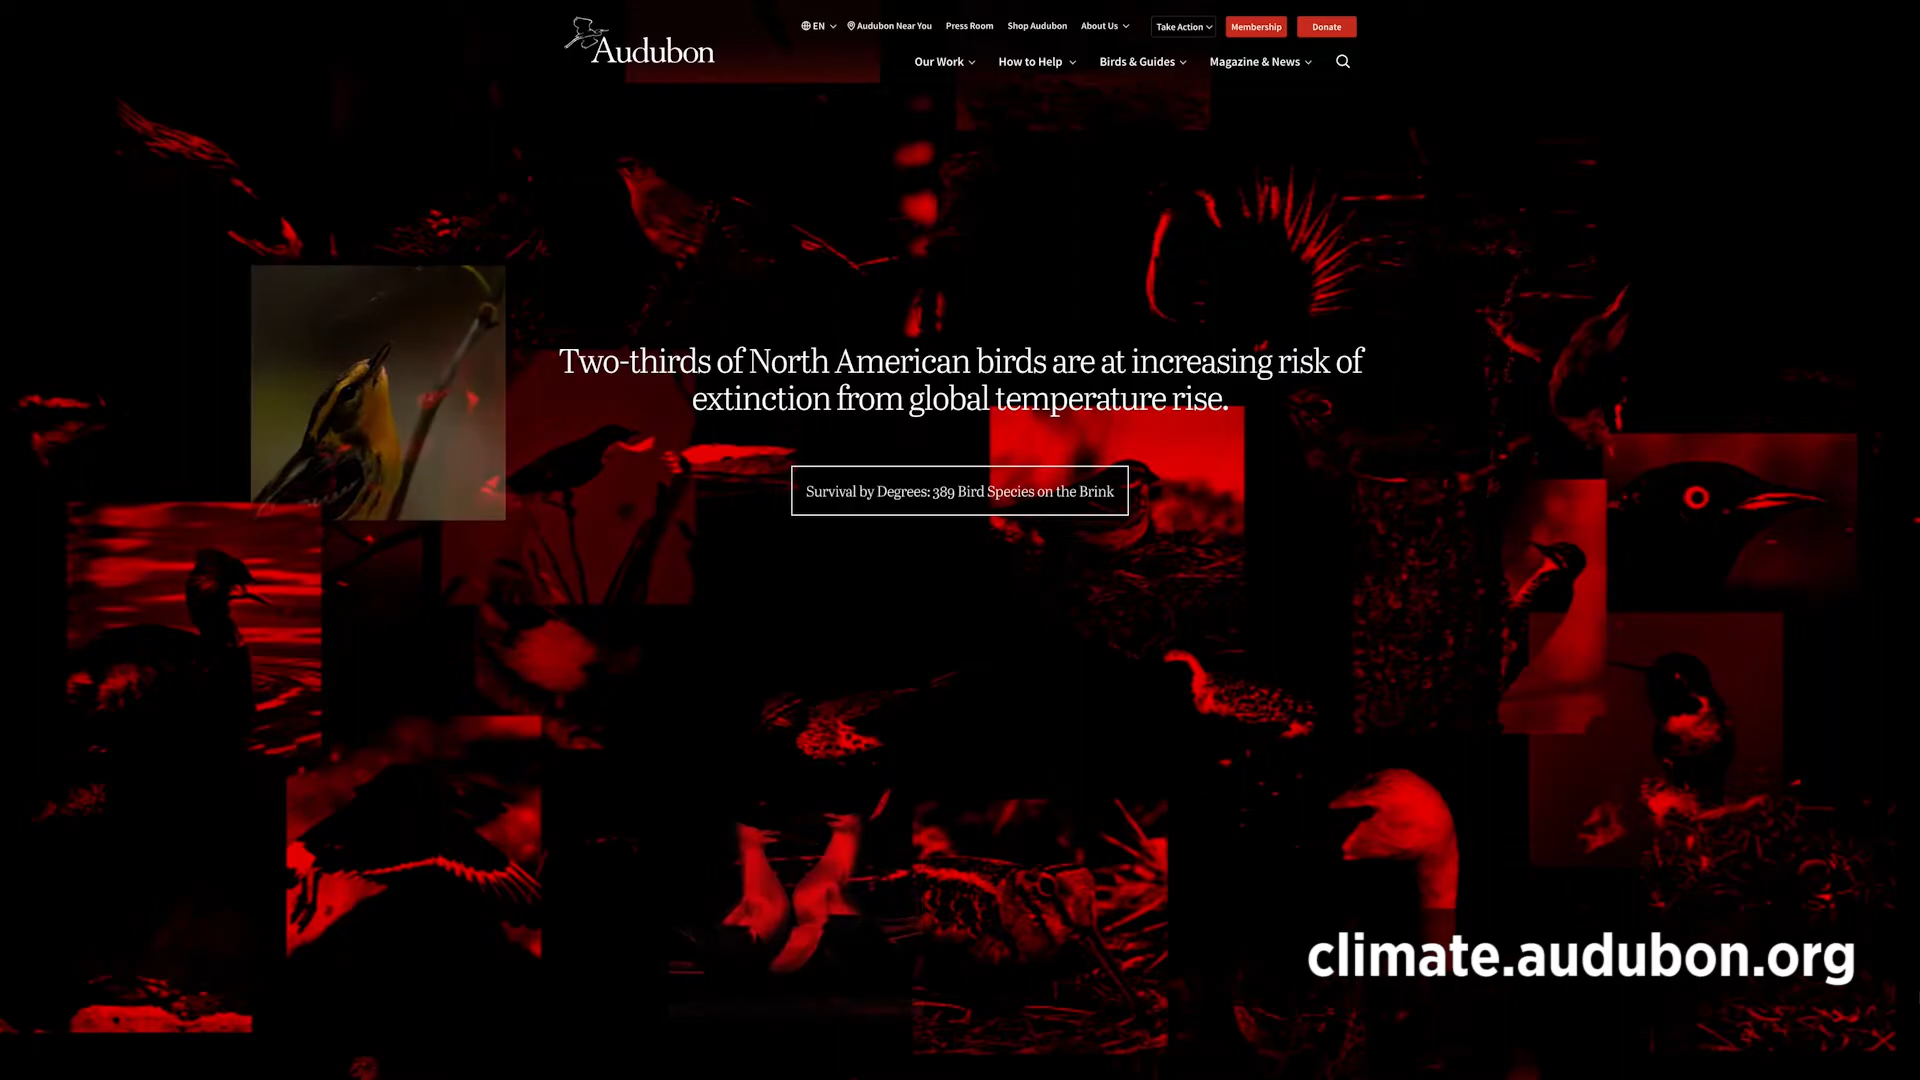 Audubon
EN
Audubon Near You
Press Room
Shop Audubon
About Us
Take Action
Membership
Donate
Our Work
How to Help
Birds & Guides
Magazine & News
Two-thirds of North American birds are at increasing risk of
extinction from global temperature rise.
Survival by Degrees: 389 Bird Species on the Brink
climate.audubon.org